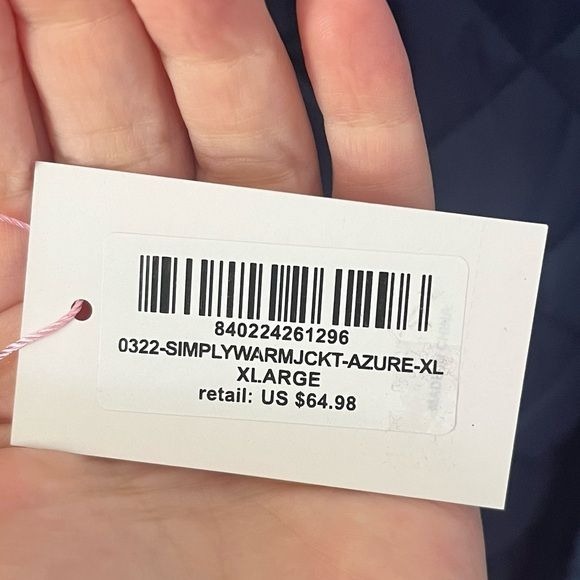 840224261296
0322-SIMPLYWARMJCKT-AZURE-XL
XLARGE
retail: US $64.98